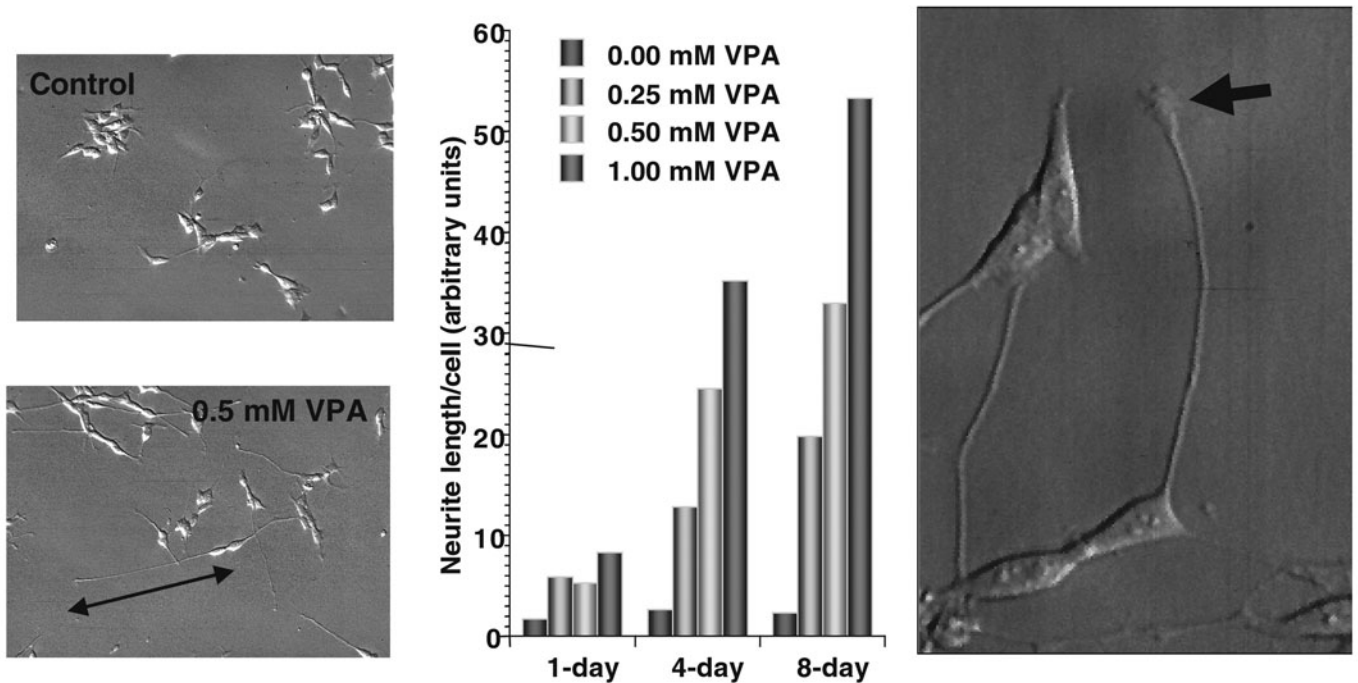 Control
0.5 mM VPA
Neurite length/cell (arbitrary units)
60
50
40
30
20
10
0
0.00 mM VPA
0.25 mM VPA
0.50 mM VPA
1.00 mM VPA
1-day
4-day
8-day